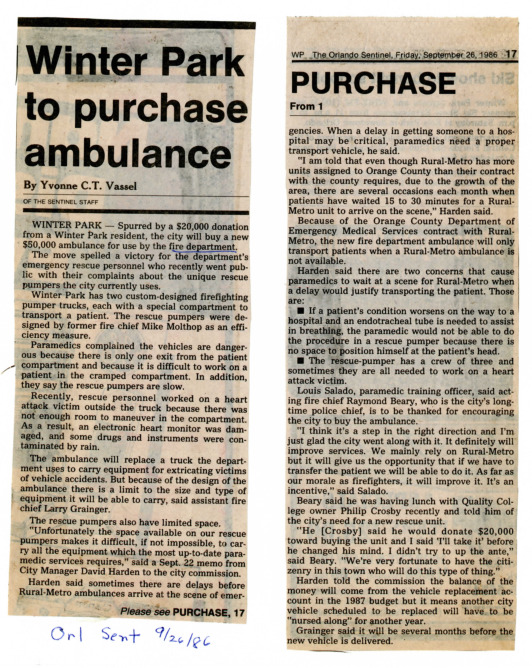 Winter Park
to purchase
ambulance
By Yvonne C.T. Vassel
OF THE SENTINEL STAFF
WINTER PARK — Spurred by a $20,000 donation
from a Winter Park resident, the city will buy a new
$50,000 ambulance for use by the fire department.
The move spelled a victory for the department's
emergency rescue personnel who recently went pub-
lic with their complaints about the unique rescue
pumpers the city currently uses.
Winter Park has two custom-designed firefighting
pumper trucks, each with a special compartment to
transport a patient. The rescue pumpers were de-
signed by former fire chief Mike Molthop as an effi-
ciency measure.
Paramedics complained the vehicles are danger-
ous because there is only one exit from the patient
compartment and because it is difficult to work on a
patient in the cramped compartment. In addition,
they say the rescue pumpers are slow.
Recently, rescue personnel worked on a heart
attack victim outside the truck because there was
not enough room to maneuver in the compartment.
As a result, an electronic heart monitor was dam-
aged, and some drugs and instruments were con-
taminated by rain.
The ambulance will replace a truck the depart-
ment uses to carry equipment for extricating victims
of vehicle accidents. But because of the design of the
ambulance there is a limit to the size and type of
equipment it will be able to carry, said assistant fire
chief Larry Grainger.
The rescue pumpers also have limited space.
"Unfortunately the space available on our rescue
pumpers makes it difficult, if not impossible, to car-
ry all the equipment which the most up-to-date para-
medic services requires," said a Sept. 22 memo from
City Manager David Harden to the city commission.
Harden said sometimes there are delays before
Rural-Metro ambulances arrive at the scene of emer-
Please see PURCHASE, 17
Orl Sent 9/26/86
WP The Orlando Sentinel, Friday, September 26, 1986 17
PURCHASE
From 1
gencies. When a delay in getting someone to a hos-
pital may be critical, paramedics need a proper
transport vehicle, he said.
"I am told that even though Rural-Metro has more
units assigned to Orange County than their contract
with the county requires, due to the growth of the
area, there are several occasions each month when
patients have waited 15 to 30 minutes for a Rural-
Metro unit to arrive on the scene," Harden said.
Because of the Orange County Department of
Emergency Medical Services contract with Rural-
Metro, the new fire department ambulance will only
transport patients when a Rural-Metro ambulance is
not available.
Harden said there are two concerns that cause
paramedics to wait at a scene for Rural-Metro when
a delay would justify transporting the patient. Those
are:
■ If a patient's condition worsens on the way to a
hospital and an endotracheal tube is needed to assist
in breathing, the paramedic would not be able to do
the procedure in a rescue pumper because there is
no space to position himself at the patient's head.
■ The rescue-pumper has a crew of three and
sometimes they are all needed to work on a heart
attack victim.
Louis Salado, paramedic training officer, said act-
ing fire chief Raymond Beary, who is the city's long-
time police chief, is to be thanked for encouraging
the city to buy the ambulance.
"I think it's a step in the right direction and I'm
just glad the city went along with it. It definitely will
improve services. We mainly rely on Rural-Metro
but it will give us the opportunity that if we have to
transfer the patient we will be able to do it. As far as
our morale as firefighters, it will improve. It's an
incentive," said Salado.
Beary said he was having lunch with Quality Col-
lege owner Philip Crosby recently and told him of
the city's need for a new rescue unit.
"He [Crosby] said he would donate $20,000
toward buying the unit and I said 'I'll take it' before
he changed his mind. I didn't try to up the ante,"
said Beary. "We're very fortunate to have the citi-
zenry in this town who will do this type of thing."
Harden told the commission the balance of the
money will come from the vehicle replacement ac-
count in the 1987 budget but it means another city
vehicle scheduled to be replaced will have to be
"nursed along" for another year.
Grainger said it will be several months before the
new vehicle is delivered.